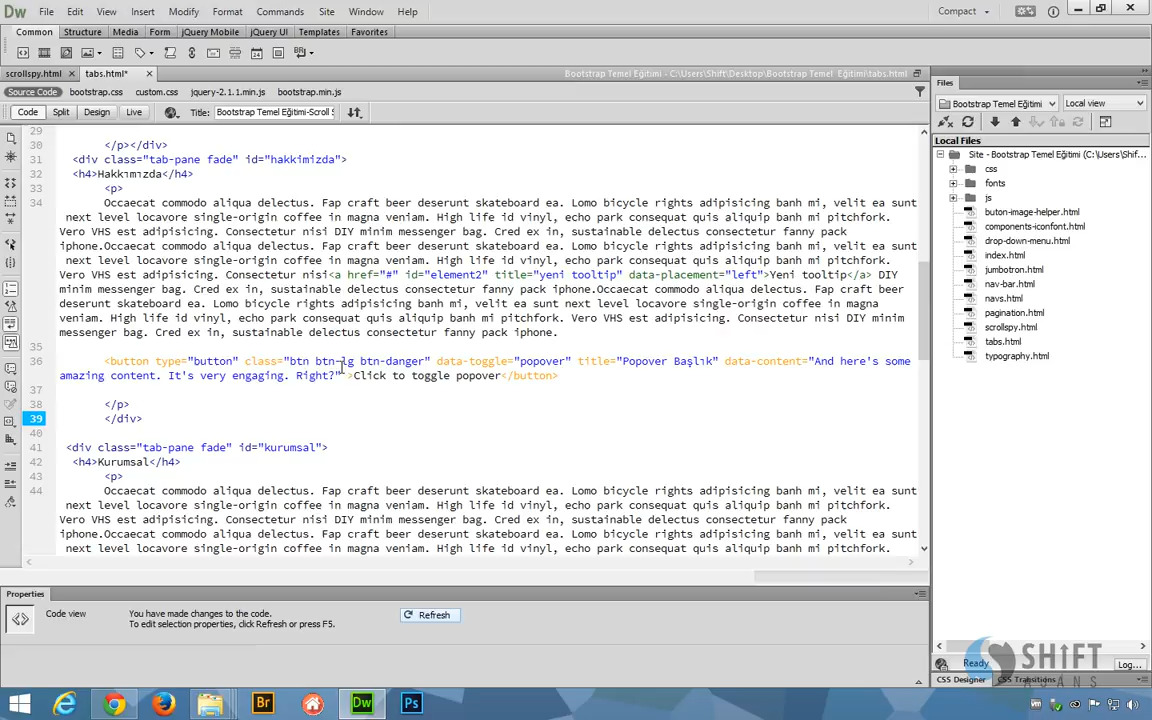 Dw File Edit View Insert Modify Format Commands Site Window Help Compact
Common Structure Media Form jQuery Mobile jQuery UI Templates Favorites
scrollspy.html tabs.html* Bootstrap Temel Eğitimi - C:\Users\Shift\Desktop\Bootstrap Temel Eğitimi\tabs.html
Source Code bootstrap.css custom.css jquery-2.1.1.min.js bootstrap.min.js
Code Split Design Live Title: Bootstrap Temel Eğitimi-Scroll S
29
30 </p></div>
31 <div class="tab-pane fade" id="hakkimizda">
32 <h4>Hakkımızda</h4>
33 <p>
34 Occaecat commodo aliqua delectus. Fap craft beer deserunt skateboard ea. Lomo bicycle rights adipisicing banh mi, velit ea sunt
next level locavore single-origin coffee in magna veniam. High life id vinyl, echo park consequat quis aliquip banh mi pitchfork.
Vero VHS est adipisicing. Consectetur nisi DIY minim messenger bag. Cred ex in, sustainable delectus consectetur fanny pack
iphone.Occaecat commodo aliqua delectus. Fap craft beer deserunt skateboard ea. Lomo bicycle rights adipisicing banh mi, velit ea
sunt next level locavore single-origin coffee in magna veniam. High life id vinyl, echo park consequat quis aliquip banh mi pitchfork.
Vero VHS est adipisicing. Consectetur nisi<a href="#" id="element2" title="yeni tooltip" data-placement="left">Yeni tooltip</a> DIY
minim messenger bag. Cred ex in, sustainable delectus consectetur fanny pack iphone.Occaecat commodo aliqua delectus. Fap craft beer
deserunt skateboard ea. Lomo bicycle rights adipisicing banh mi, velit ea sunt next level locavore single-origin coffee in magna
veniam. High life id vinyl, echo park consequat quis aliquip banh mi pitchfork. Vero VHS est adipisicing. Consectetur nisi DIY minim
messenger bag. Cred ex in, sustainable delectus consectetur fanny pack iphone.
35
36 <button type="button" class="btn btn-lg btn-danger" data-toggle="popover" title="Popover Başlık" data-content="And here's some
amazing content. It's very engaging. Right?" >Click to toggle popover</button>
37
38 </p>
39 </div>
40
41 <div class="tab-pane fade" id="kurumsal">
42 <h4>Kurumsal</h4>
43 <p>
44 Occaecat commodo aliqua delectus. Fap craft beer deserunt skateboard ea. Lomo bicycle rights adipisicing banh mi, velit ea sunt
next level locavore single-origin coffee in magna veniam. High life id vinyl, echo park consequat quis aliquip banh mi pitchfork.
Vero VHS est adipisicing. Consectetur nisi DIY minim messenger bag. Cred ex in, sustainable delectus consectetur fanny pack
iphone.Occaecat commodo aliqua delectus. Fap craft beer deserunt skateboard ea. Lomo bicycle rights adipisicing banh mi, velit ea
sunt next level locavore single-origin coffee in magna veniam. High life id vinyl, echo park consequat quis aliquip banh mi pitchfork.
Properties
Code view You have made changes to the code. Refresh
To edit selection properties, click Refresh or press F5.
Files
Bootstrap Temel Eğitimi Local view
Local Files
Site - Bootstrap Temel Eğitimi (C:\Users\Shif...
css
fonts
js
buton-image-helper.html
components-iconfont.html
drop-down-menu.html
index.html
jumbotron.html
nav-bar.html
navs.html
pagination.html
scrollspy.html
tabs.html
typography.html
Ready Log...
CSS Designer CSS Transitions
SHiFT
AJANS
Br Dw Ps